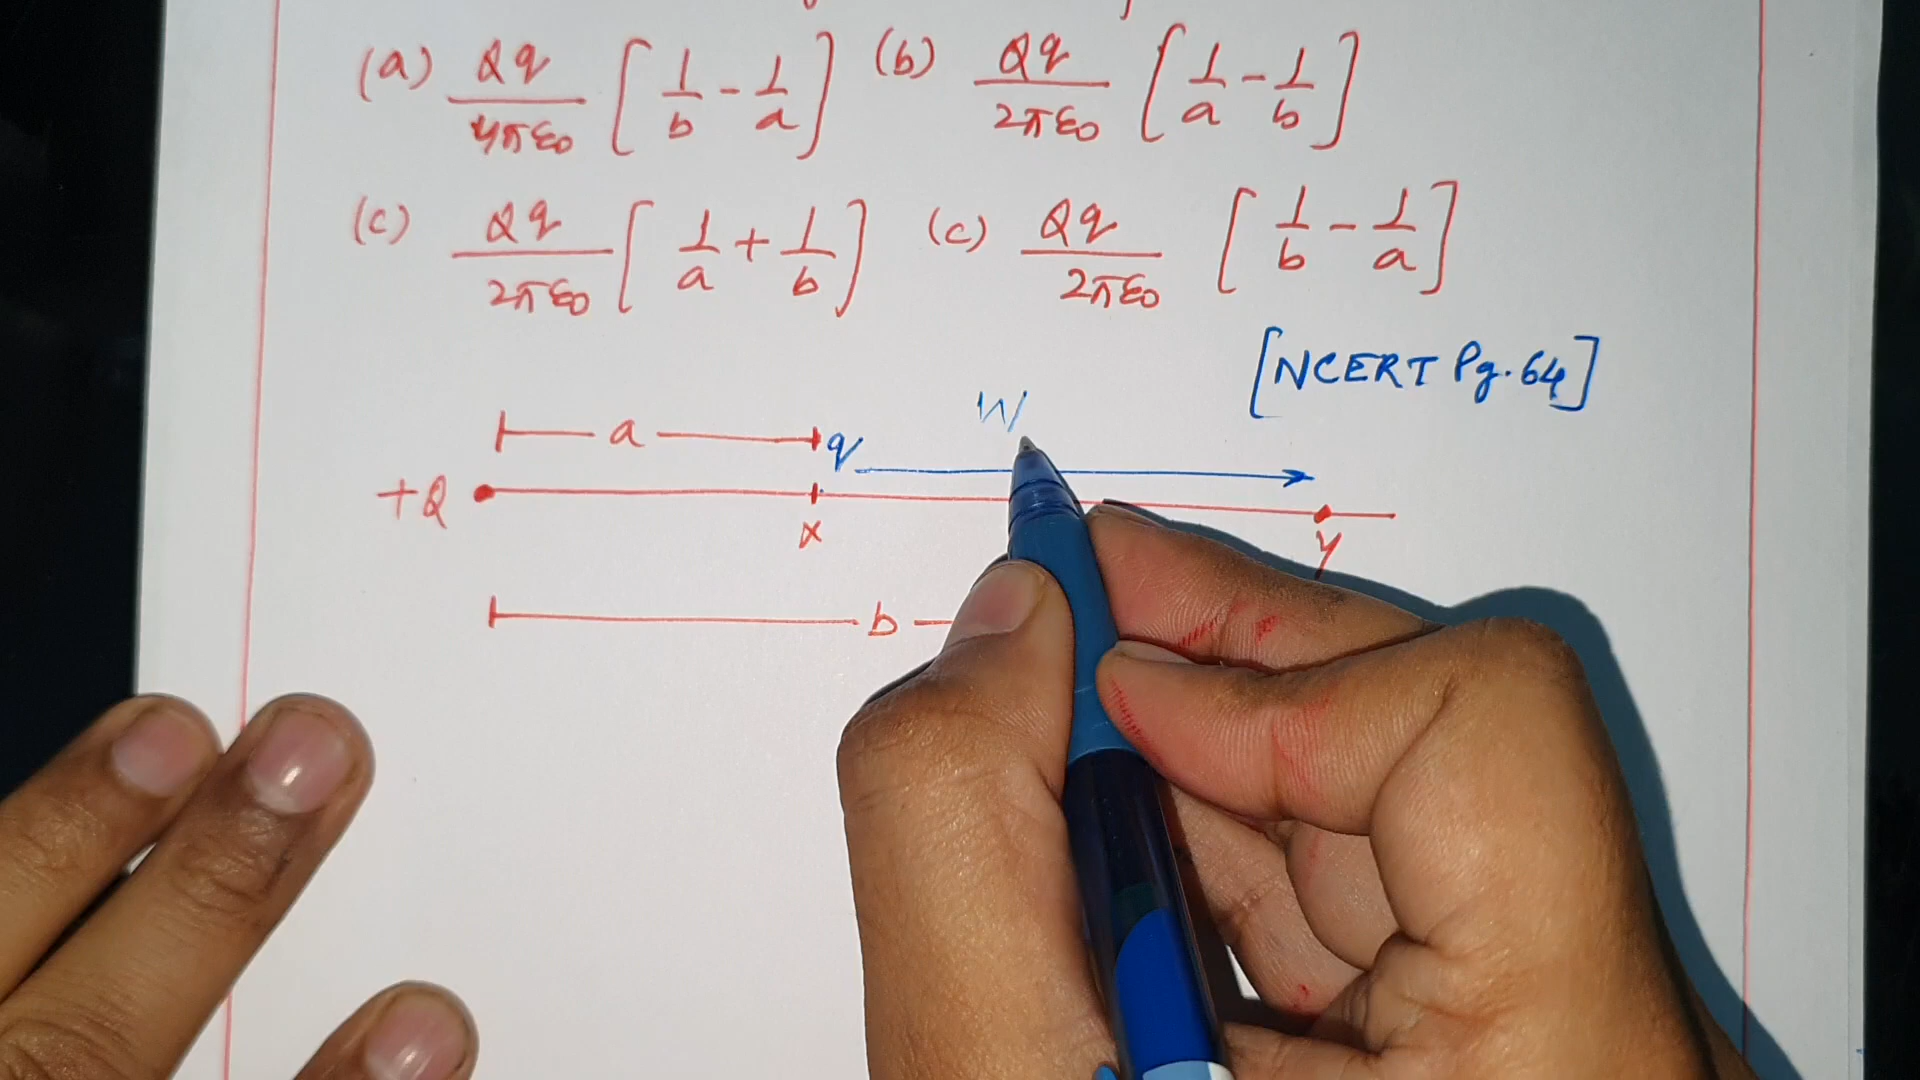 (a) Qq/4πε0 [1/b - 1/a] (b) Qq/2πε0 [1/a - 1/b]
(c) Qq/2πε0 [1/a + 1/b] (c) Qq/2πε0 [1/b - 1/a]
[NCERT Pg. 64]
W
a q
+Q
x y
b